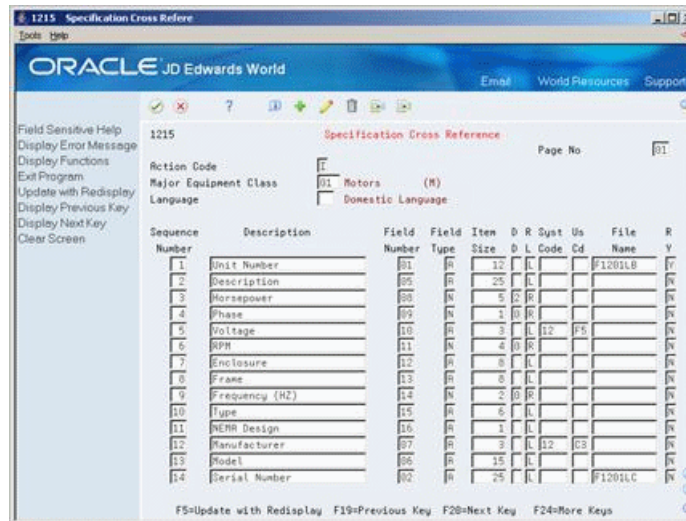 1215 Specification Cross Refere
Tools Help
ORACLE JD Edwards World
Email World Resources Support
Field Sensitive Help
Display Error Message
Display Functions
Exit Program
Update with Redisplay
Display Previous Key
Display Next Key
Clear Screen
1215 Specification Cross Reference
Page No 01
Action Code I
Major Equipment Class 01 Motors (M)
Language Domestic Language
Sequence Description Field Field Item D R Syst Us File R
Number Number Type Size D L Code Cd Name Y
1 Unit Number 01 A 12 L F1201LB Y
2 Description 05 A 25 L N
3 Horsepower 08 N 5 2 R N
4 Phase 09 N 1 0 R N
5 Voltage 10 A 3 L 12 F5 N
6 RPM 11 N 4 0 R N
7 Enclosure 12 A 8 L N
8 Frame 13 A 8 L N
9 Frequency (HZ) 14 N 2 0 R N
10 Type 15 A 6 L N
11 NEMA Design 16 A 1 L N
12 Manufacturer 07 A 3 L 12 C3 N
13 Model 06 A 15 L N
14 Serial Number 02 A 25 L F1201LC N
F5=Update with Redisplay F19=Previous Key F20=Next Key F24=More Keys